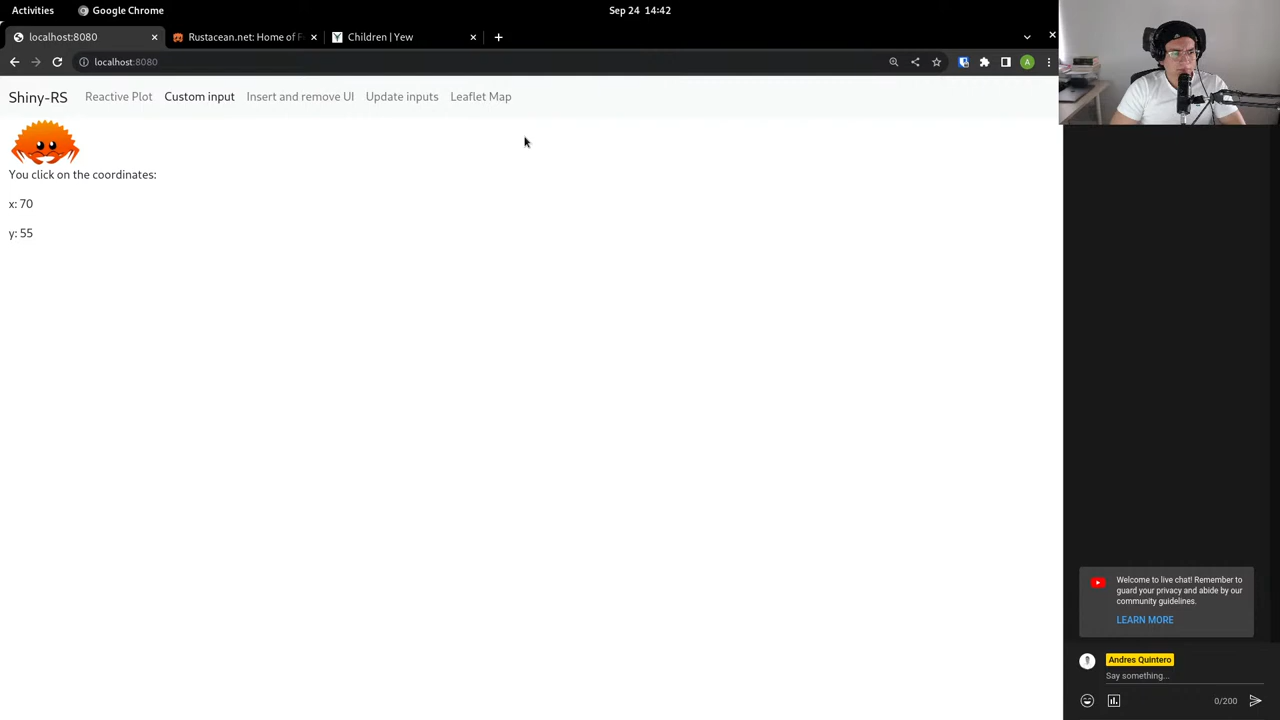 Activities
Google Chrome
Sep 24 14:42
localhost:8080
Rustacean.net: Home of F
Children | Yew
localhost:8080
A
Shiny-RS
Reactive Plot
Custom input
Insert and remove UI
Update inputs
Leaflet Map
You click on the coordinates:
x: 70
y: 55
Welcome to live chat! Remember to
guard your privacy and abide by our
community guidelines.
LEARN MORE
Andres Quintero
Say something...
0/200